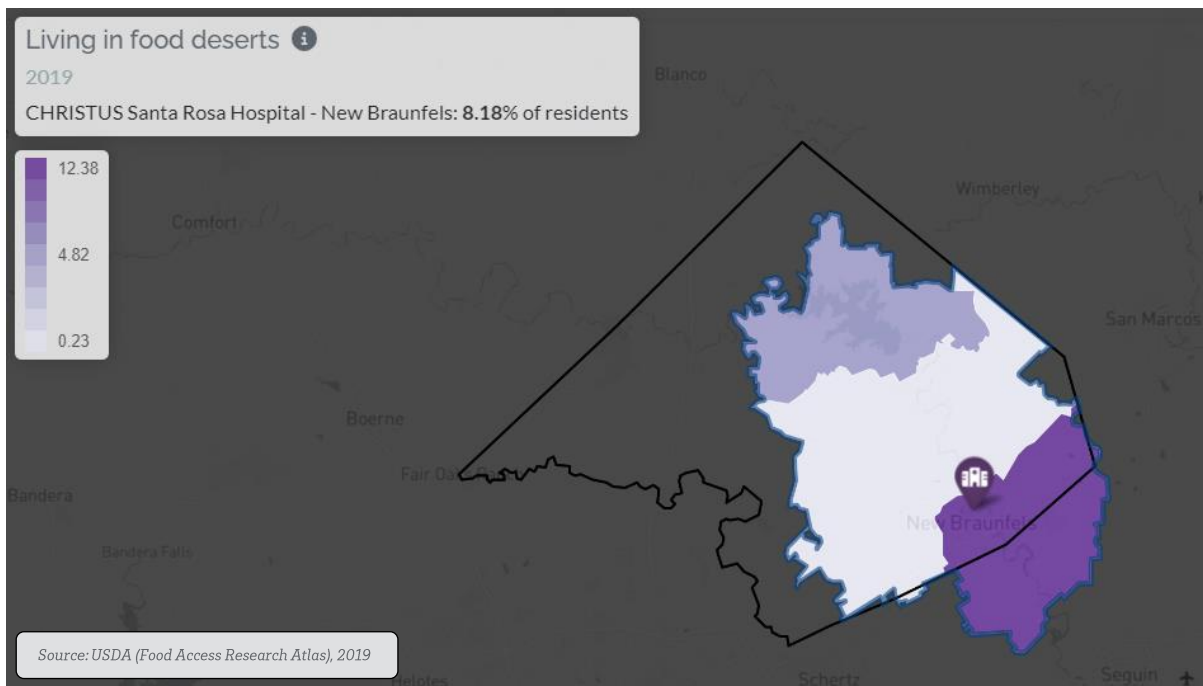 Living in food deserts
2019
CHRISTUS Santa Rosa Hospital - New Braunfels: 8.18% of residents
12.38
4.82
0.23
Blanco
Wimberley
Comfort
San Marcos
Boerne
Fair Oaks Ranch
Bandera
New Braunfels
Bandera Falls
Source: USDA (Food Access Research Atlas), 2019
Helotes
Schertz
Seguin